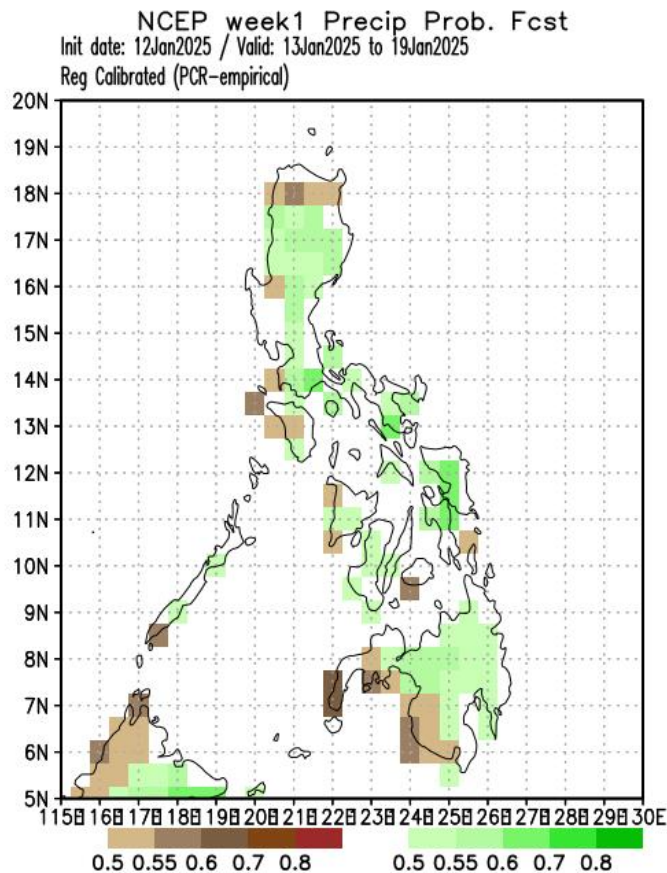 NCEP week1 Precip Prob. Fcst
Init date: 12Jan2025 / Valid: 13Jan2025 to 19Jan2025
Reg Calibrated (PCR-empirical)
20N
19N
18N
17N
16N
15N
14N
13N
12N
11N
10N
9N
8N
7N
6N
5N
115E 116E 117E 118E 119E 120E 121E 122E 123E 124E 125E 126E 127E 128E 129E 130E
0.5 0.55 0.6 0.7 0.8 0.5 0.55 0.6 0.7 0.8